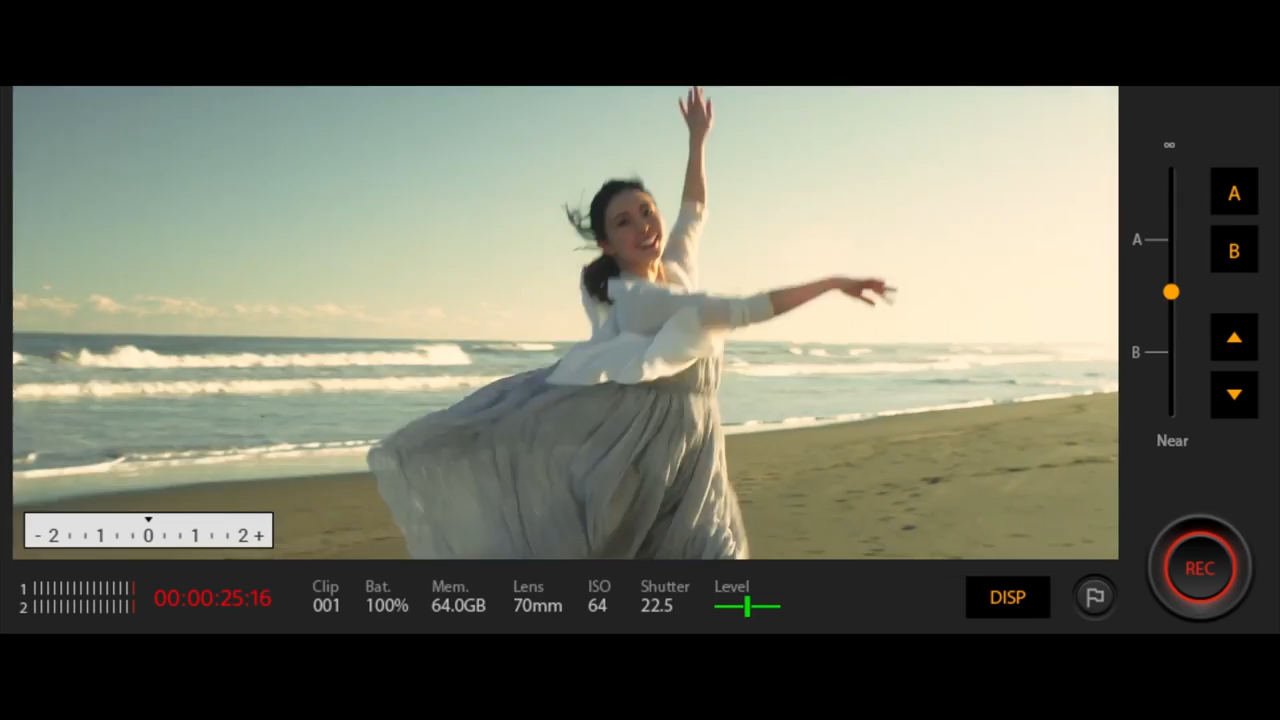 ∞
A
B
A
B
Near
- 2 1 0 1 2 +
1
2
00:00:25:16
Clip Bat. Mem. Lens ISO Shutter Level
001 100% 64.0GB 70mm 64 22.5
DISP
REC